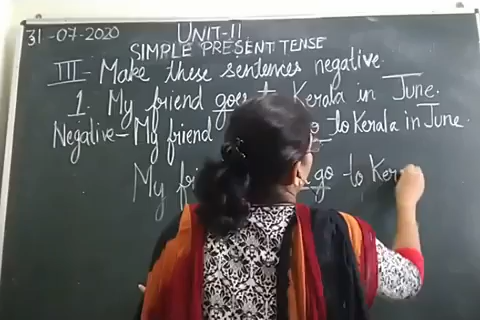 31-07-2020
UNIT-II
SIMPLE PRESENT TENSE
III- Make these sentences negative.
1. My friend goes to Kerala in June.
Negative- My friend to Kerala in June.
My go to Ker